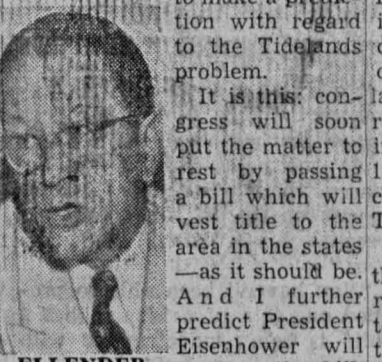 tion with regard
to the Tidelands
problem.
It is this: con-
gress will soon
put the matter to
rest by passing
a bill which will
vest title to the
area in the states
—as it should be.
And I further
predict President
Eisenhower will
ELLENDER